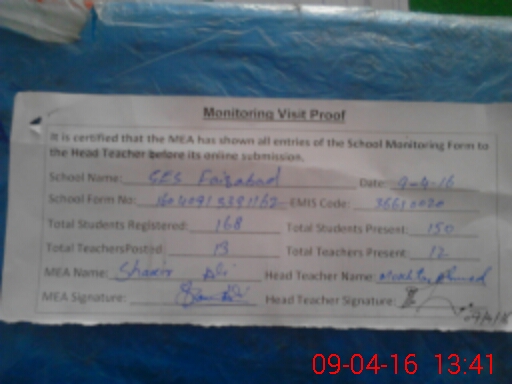 Monitoring Visit Proof
It is certified that the MEA has shown all entries of the School Monitoring Form to
the Head Teacher before its online submission.
School Name: SES Faizabad Date: 9-4-16
School Form No: EMIS Code:
Total Students Registered: 168 Total Students Present: 150
Total TeachersPosted: 13 Total Teachers Present: 12
MEA Name: Shakir Ali Head Teacher Name:
MEA Signature: Head Teacher Signature:
09-04-16 13:41